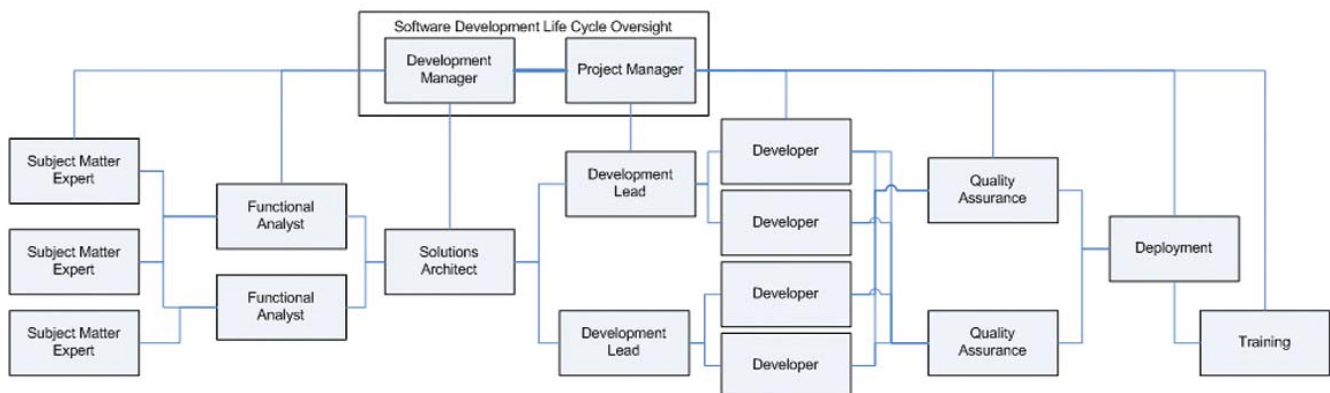 Software Development Life Cycle Oversight
Development
Manager
Project Manager
Subject Matter
Expert
Subject Matter
Expert
Subject Matter
Expert
Functional
Analyst
Functional
Analyst
Solutions
Architect
Development
Lead
Development
Lead
Developer
Developer
Developer
Developer
Quality
Assurance
Quality
Assurance
Deployment
Training